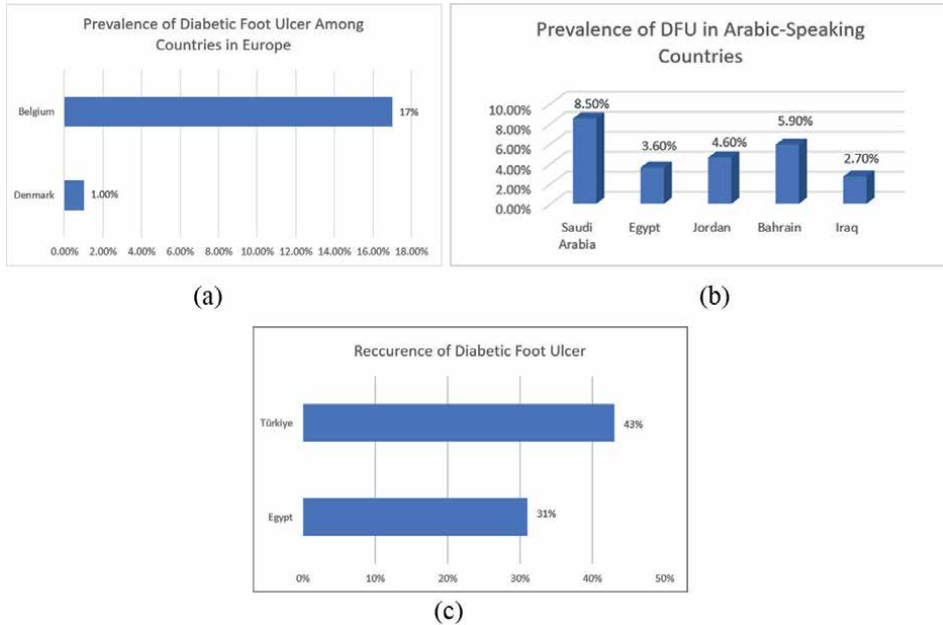 Prevalence of Diabetic Foot Ulcer Among
Countries in Europe
Belgium
17%
Denmark
1.00%
0.00% 2.00% 4.00% 6.00% 8.00% 10.00% 12.00% 14.00% 16.00% 18.00%
(a)
Prevalence of DFU in Arabic-Speaking
Countries
10.00%
8.00%
6.00%
4.00%
2.00%
0.00%
8.50%
3.60%
4.60%
5.90%
2.70%
Saudi
Arabia
Egypt
Jordan
Bahrain
Iraq
(b)
Reccurence of Diabetic Foot Ulcer
Türkiye
43%
Egypt
31%
0% 10% 20% 30% 40% 50%
(c)